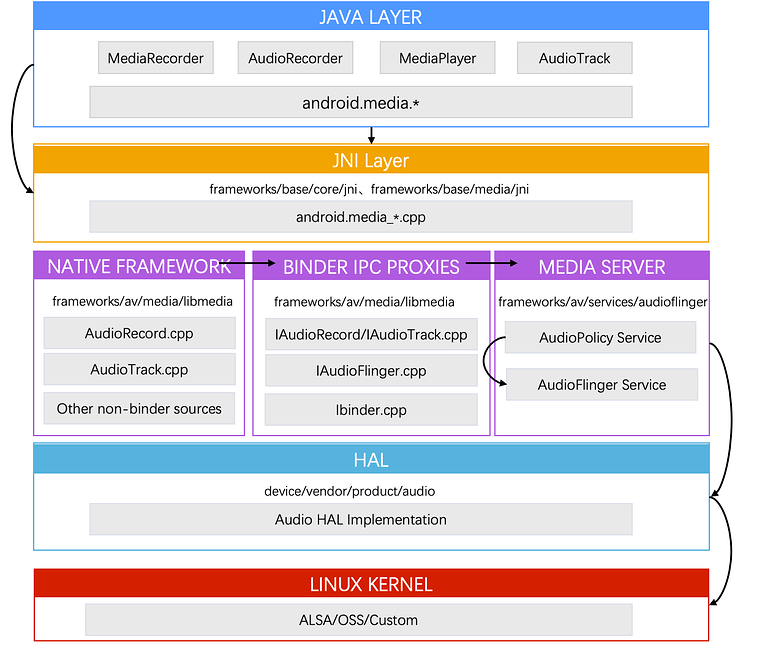 JAVA LAYER
MediaRecorder
AudioRecorder
MediaPlayer
AudioTrack
android.media.*
JNI Layer
frameworks/base/core/jni、frameworks/base/media/jni
android.media_*.cpp
NATIVE FRAMEWORK
frameworks/av/media/libmedia
AudioRecord.cpp
AudioTrack.cpp
Other non-binder sources
BINDER IPC PROXIES
frameworks/av/media/libmedia
IAudioRecord/IAudioTrack.cpp
IAudioFlinger.cpp
Ibinder.cpp
MEDIA SERVER
frameworks/av/services/audioflinger
AudioPolicy Service
AudioFlinger Service
HAL
device/vendor/product/audio
Audio HAL Implementation
LINUX KERNEL
ALSA/OSS/Custom